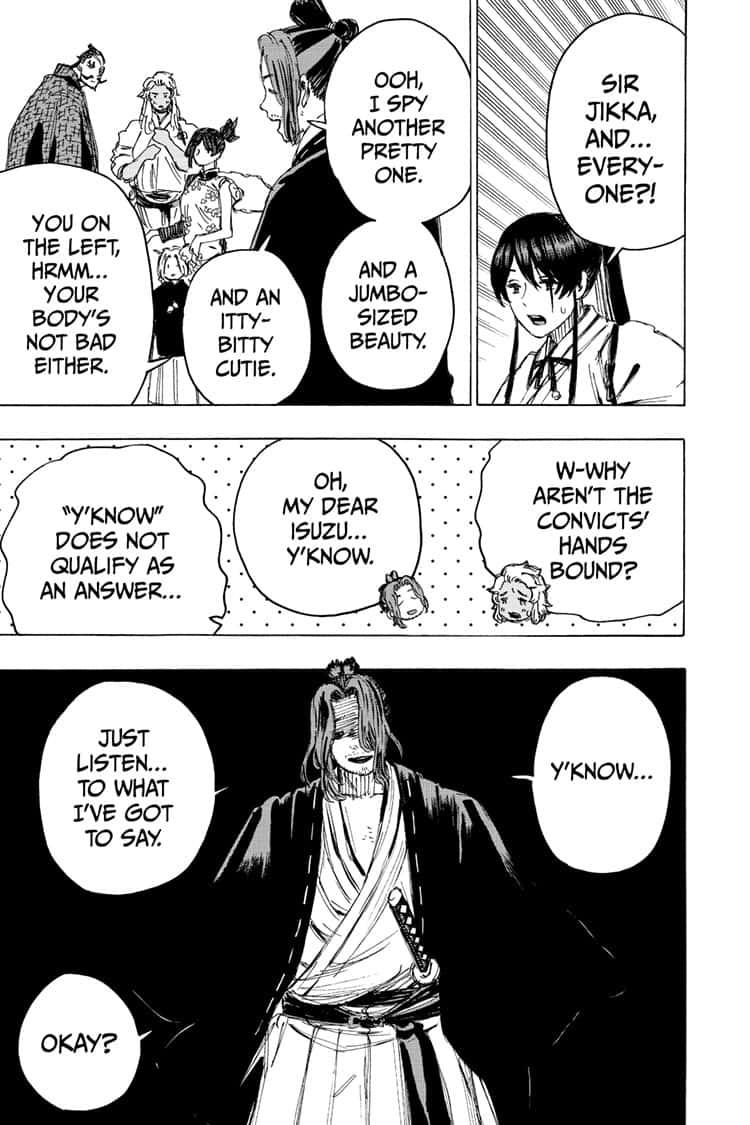 SIR
JIKKA,
AND...
EVERY-
ONE?!
OOH,
I SPY
ANOTHER
PRETTY
ONE.
AND A
JUMBO-
SIZED
BEAUTY.
AND AN
ITTY-
BITTY
CUTIE.
YOU ON
THE LEFT,
HRMM...
YOUR
BODY'S
NOT BAD
EITHER.
W-WHY
AREN'T THE
CONVICTS'
HANDS
BOUND?
OH,
MY DEAR
ISUZU...
Y'KNOW.
"Y'KNOW"
DOES NOT
QUALIFY AS
AN ANSWER...
Y'KNOW...
JUST
LISTEN...
TO WHAT
I'VE GOT
TO SAY.
OKAY?